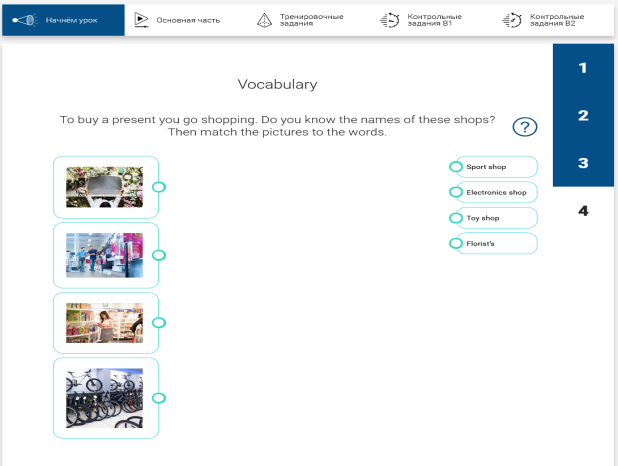 Начнём урок
Основная часть
Тренировочные
задания
Контрольные
задания В1
Контрольные
задания В2
1
2
3
4
Vocabulary
To buy a present you go shopping. Do you know the names of these shops?
Then match the pictures to the words.
?
Sport shop
Electronics shop
Toy shop
Florist's